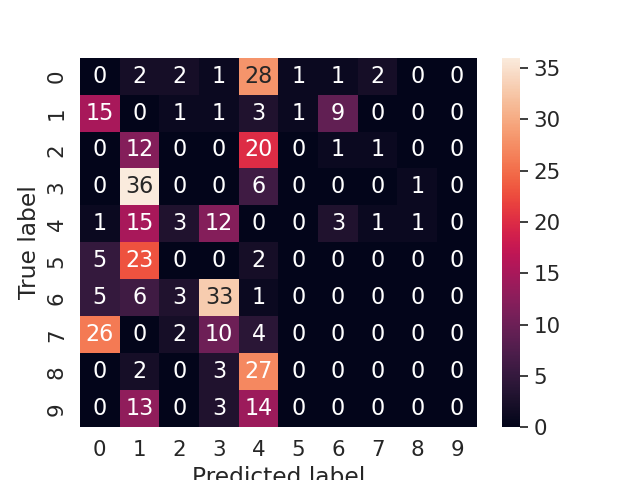 0 0 2 2 1 28 1 1 2 0 0
1 15 0 1 1 3 1 9 0 0 0
2 0 12 0 0 20 0 1 1 0 0
3 0 36 0 0 6 0 0 0 1 0
4 1 15 3 12 0 0 3 1 1 0
5 5 23 0 0 2 0 0 0 0 0
6 5 6 3 33 1 0 0 0 0 0
7 26 0 2 10 4 0 0 0 0 0
8 0 2 0 3 27 0 0 0 0 0
9 0 13 0 3 14 0 0 0 0 0
0 1 2 3 4 5 6 7 8 9
True label
Predicted label
35
30
25
20
15
10
5
0